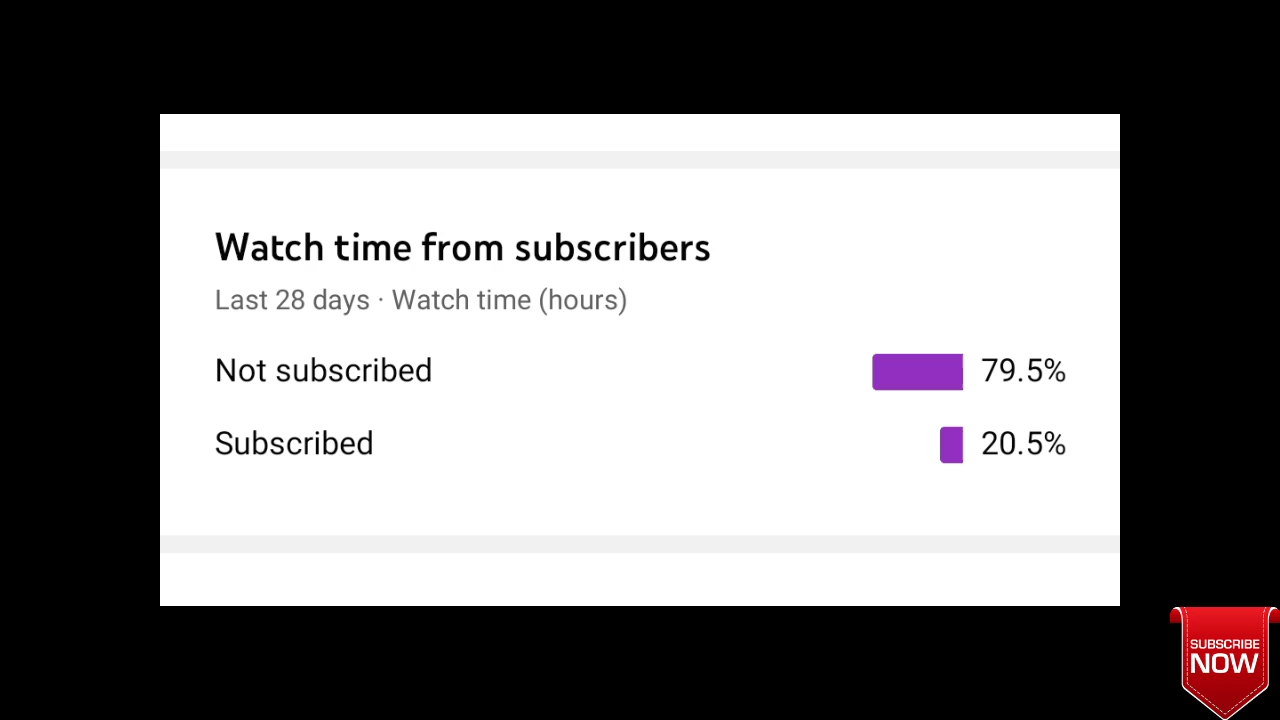 Watch time from subscribers
Last 28 days · Watch time (hours)
Not subscribed 79.5%
Subscribed 20.5%
SUBSCRIBE
NOW